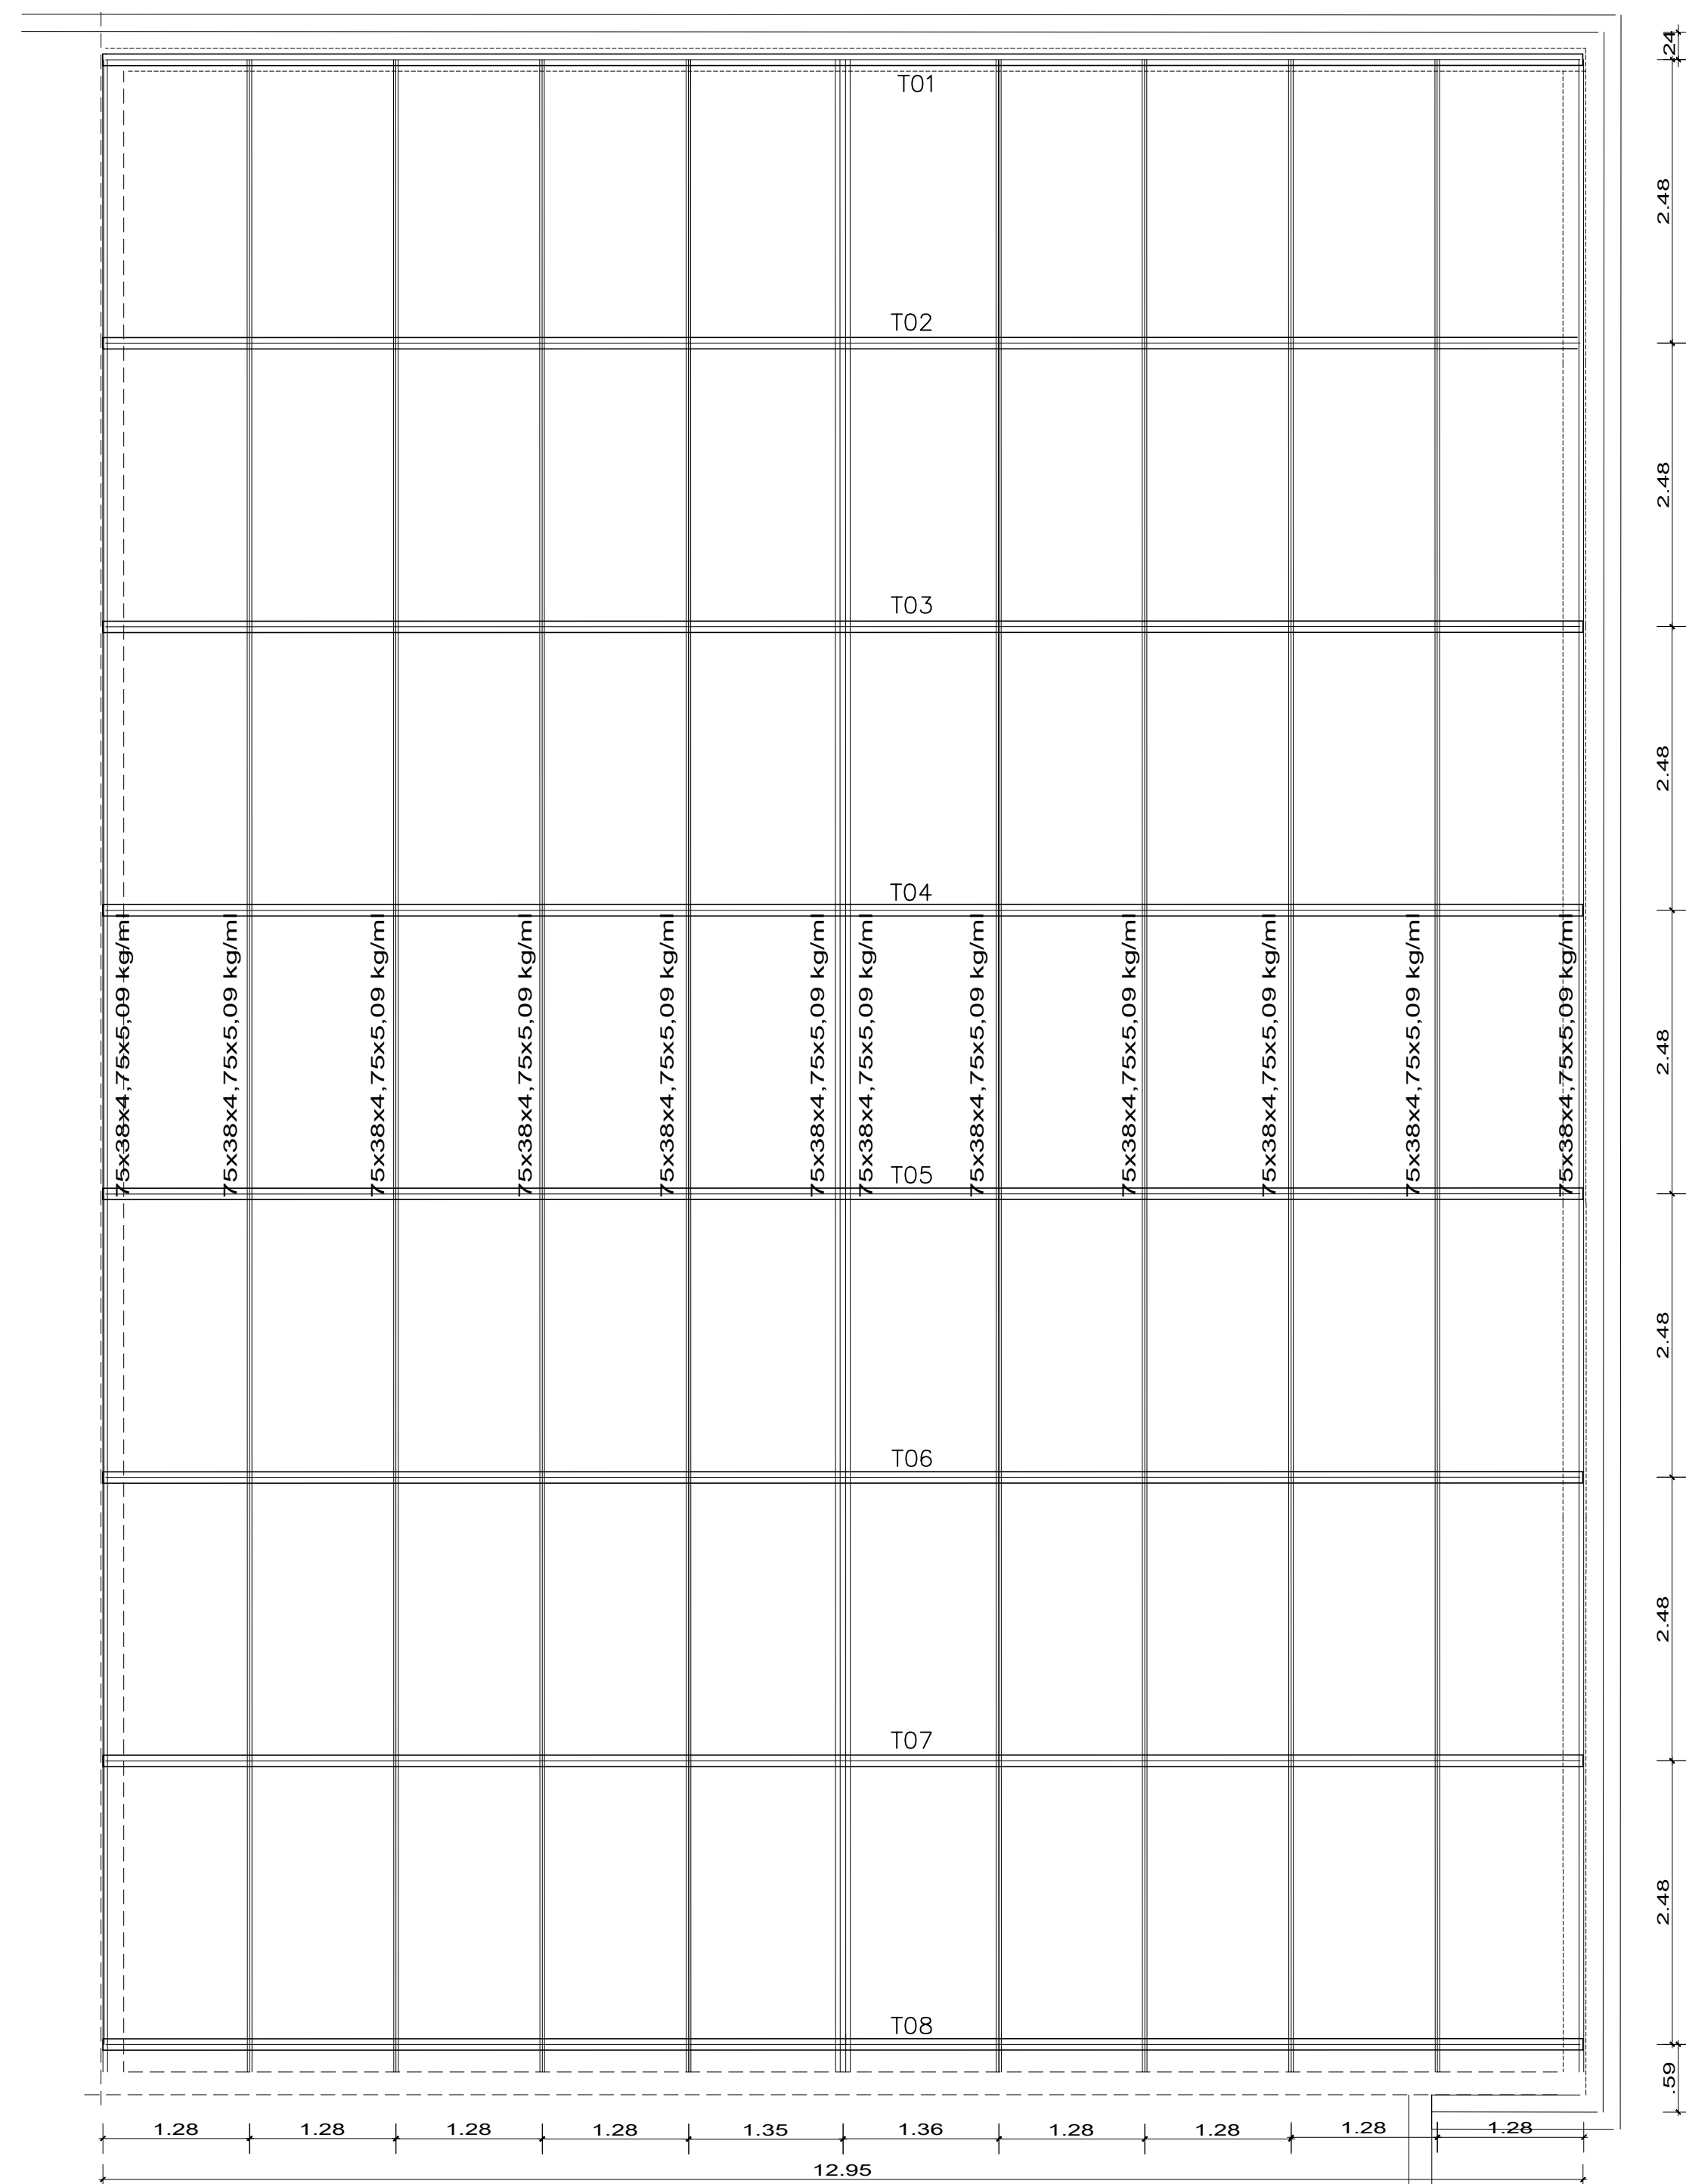 .24
T01
2.48
T02
2.48
T03
2.48
T04
75x38x4,75x5,09 kg/ml
75x38x4,75x5,09 kg/ml
75x38x4,75x5,09 kg/ml
75x38x4,75x5,09 kg/ml
75x38x4,75x5,09 kg/ml
75x38x4,75x5,09 kg/ml
75x38x4,75x5,09 kg/ml
75x38x4,75x5,09 kg/ml
75x38x4,75x5,09 kg/ml
75x38x4,75x5,09 kg/ml
75x38x4,75x5,09 kg/ml
75x38x4,75x5,09 kg/ml
2.48
T05
2.48
T06
2.48
T07
2.48
T08
.59
1.28 1.28 1.28 1.28 1.35 1.36 1.28 1.28 1.28 1.28
12.95